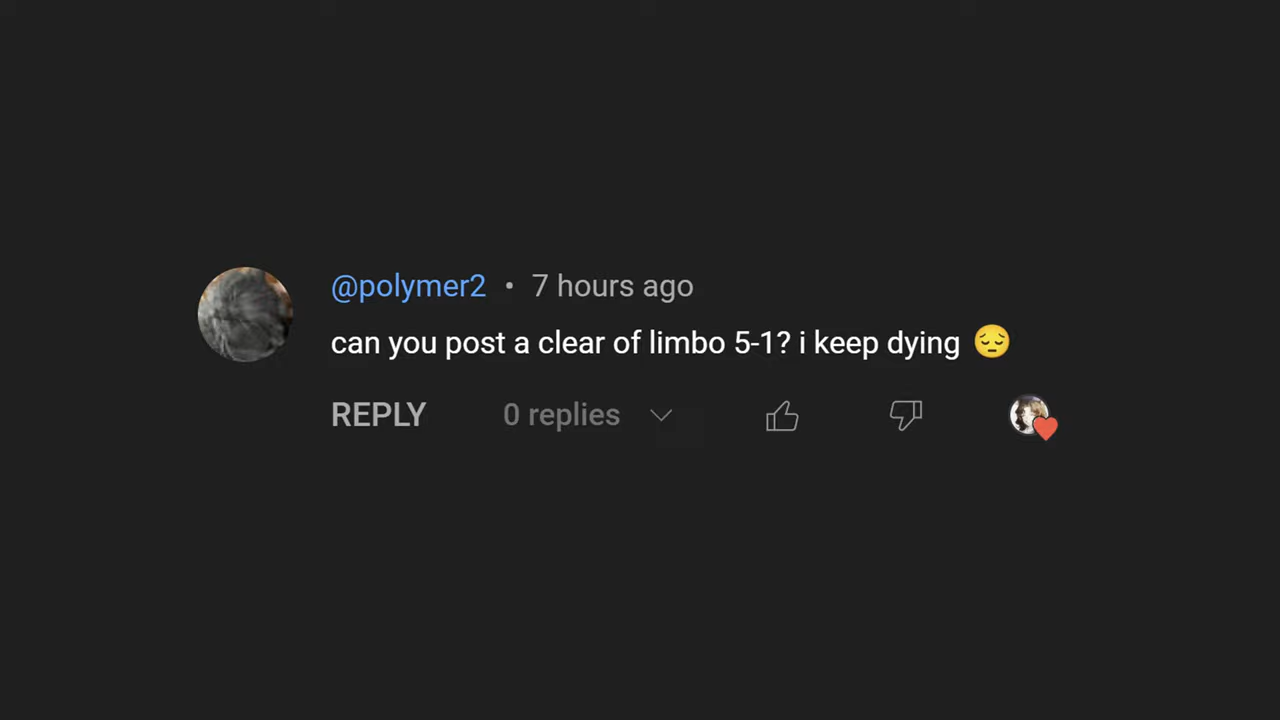 @polymer2 • 7 hours ago
can you post a clear of limbo 5-1? i keep dying 😔
REPLY 0 replies